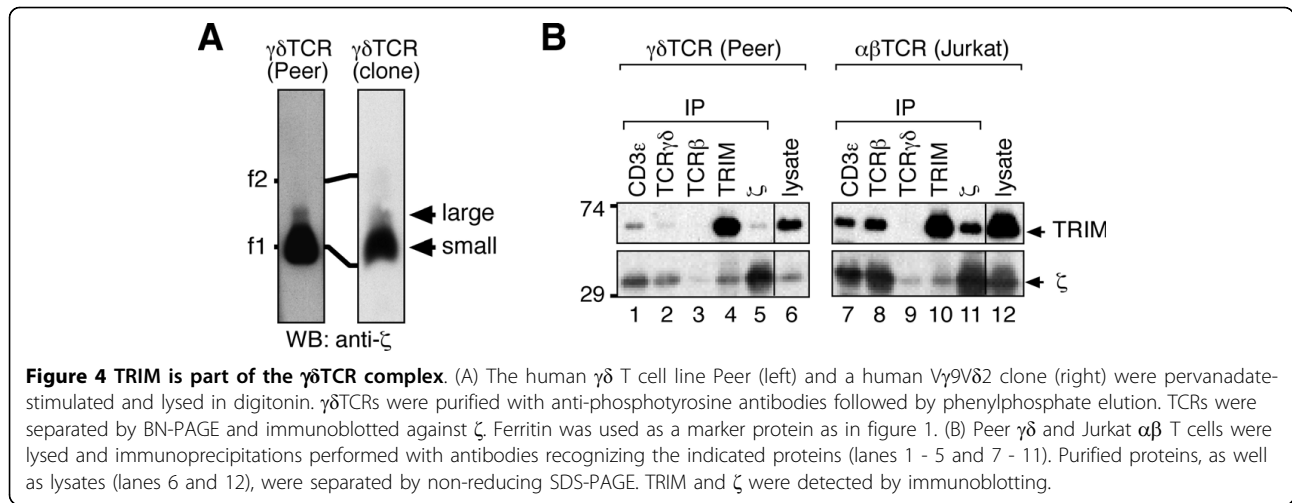 A
γδTCR
(Peer)
γδTCR
(clone)
f2
f1
large
small
WB: anti-ζ
B
γδTCR (Peer)
αβTCR (Jurkat)
IP
IP
CD3ε
TCRγδ
TCRβ
TRIM
ζ
lysate
CD3ε
TCRβ
TCRγδ
TRIM
ζ
lysate
74
TRIM
ζ
29
1 2 3 4 5 6 7 8 9 10 11 12
Figure 4 TRIM is part of the γδTCR complex. (A) The human γδ T cell line Peer (left) and a human Vγ9Vδ2 clone (right) were pervanadate-
stimulated and lysed in digitonin. γδTCRs were purified with anti-phosphotyrosine antibodies followed by phenylphosphate elution. TCRs were
separated by BN-PAGE and immunoblotted against ζ. Ferritin was used as a marker protein as in figure 1. (B) Peer γδ and Jurkat αβ T cells were
lysed and immunoprecipitations performed with antibodies recognizing the indicated proteins (lanes 1 - 5 and 7 - 11). Purified proteins, as well
as lysates (lanes 6 and 12), were separated by non-reducing SDS-PAGE. TRIM and ζ were detected by immunoblotting.